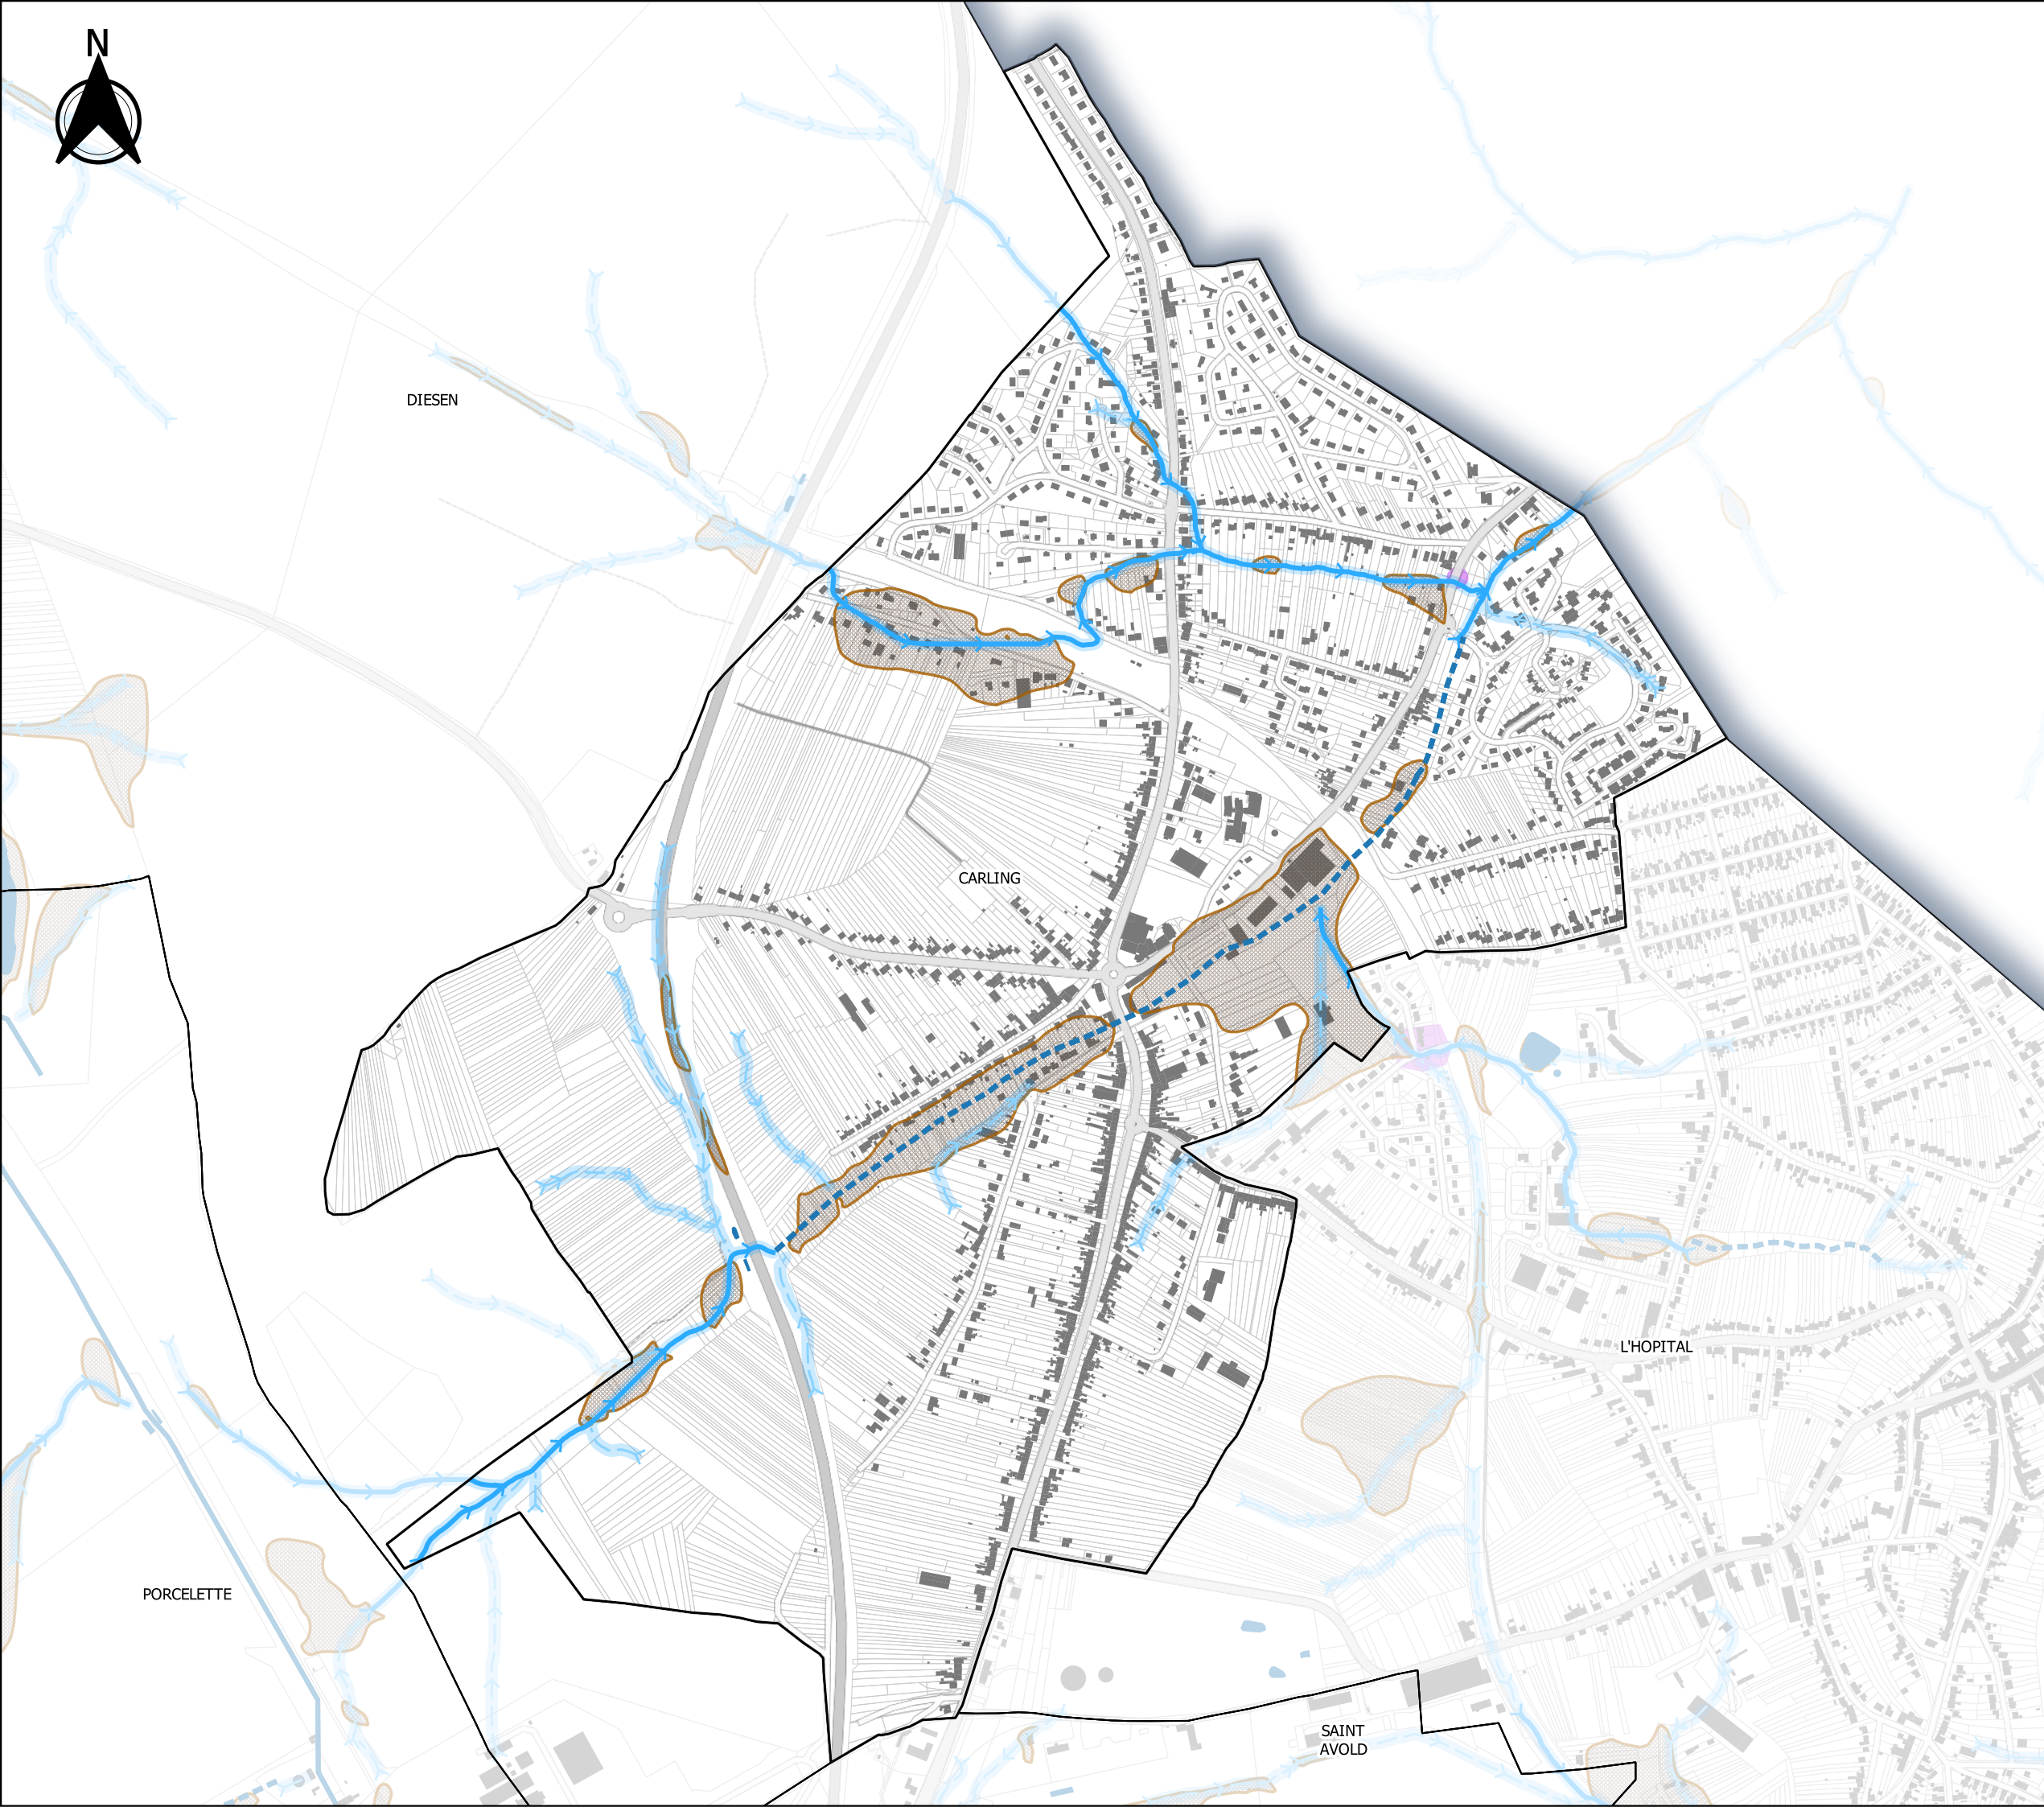 N
DIESEN
CARLING
L'HOPITAL
PORCELETTE
SAINT
AVOLD